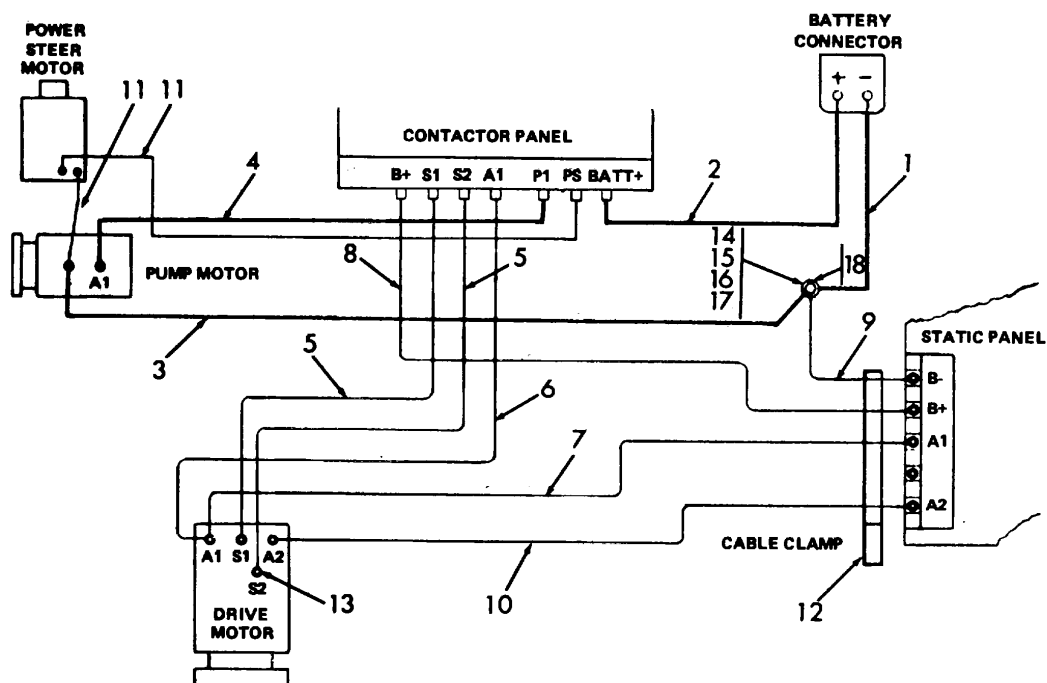 POWER
STEER
MOTOR
11
11
BATTERY
CONNECTOR
+ -
CONTACTOR PANEL
B+ S1 S2 A1 P1 PS BATT+
4
2
1
14
15
16
17
18
8
5
A1
PUMP MOTOR
3
5
6
7
9
STATIC PANEL
B-
B+
A1
A2
A1 S1 A2
S2
13
DRIVE
MOTOR
10
CABLE CLAMP
12